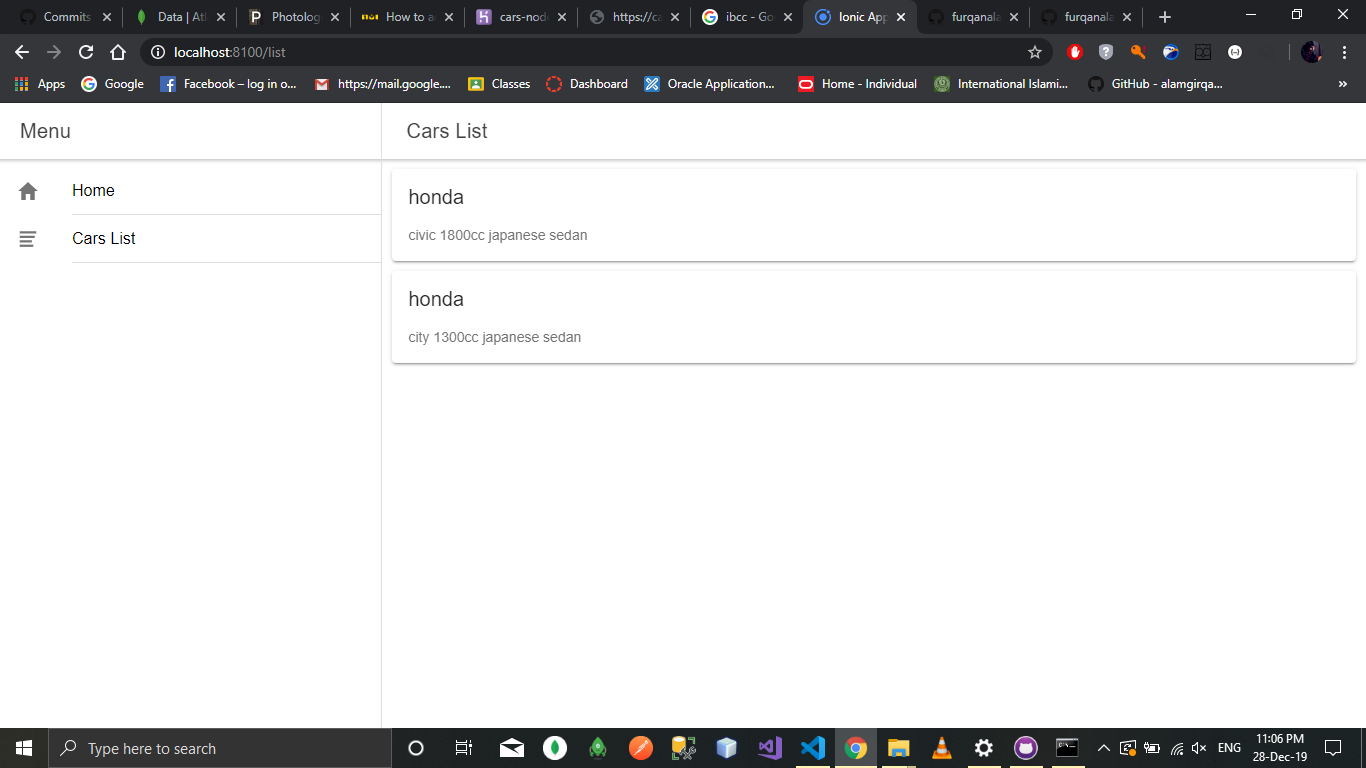 Commits
Data | Atl
Photolog
How to a
cars-nod
https://ca
ibcc - Go
Ionic App
furqanala
furqanala
localhost:8100/list
Apps
Google
Facebook – log in o...
https://mail.google....
Classes
Dashboard
Oracle Application...
Home - Individual
International Islami...
GitHub - alamgirqa...
»
Menu
Cars List
Home
Cars List
honda
civic 1800cc japanese sedan
honda
city 1300cc japanese sedan
Type here to search
ENG
11:06 PM
28-Dec-19